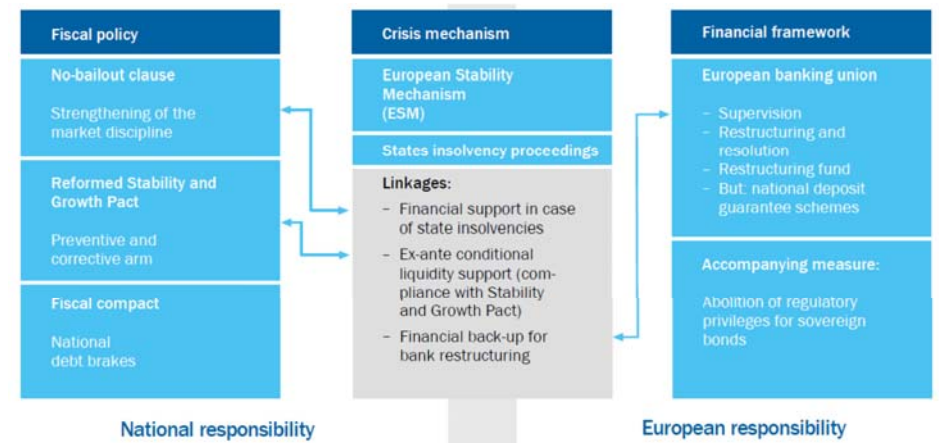 Fiscal policy
No-bailout clause
Strengthening of the
market discipline
Reformed Stability and
Growth Pact
Preventive and
corrective arm
Fiscal compact
National
debt brakes
Crisis mechanism
European Stability
Mechanism
(ESM)
States insolvency proceedings
Linkages:
– Financial support in case
of state insolvencies
– Ex-ante conditional
liquidity support (com-
pliance with Stability
and Growth Pact)
– Financial back-up for
bank restructuring
Financial framework
European banking union
– Supervision
– Restructuring and
resolution
– Restructuring fund
– But: national deposit
guarantee schemes
Accompanying measure:
Abolition of regulatory
privileges for sovereign
bonds
National responsibility
European responsibility